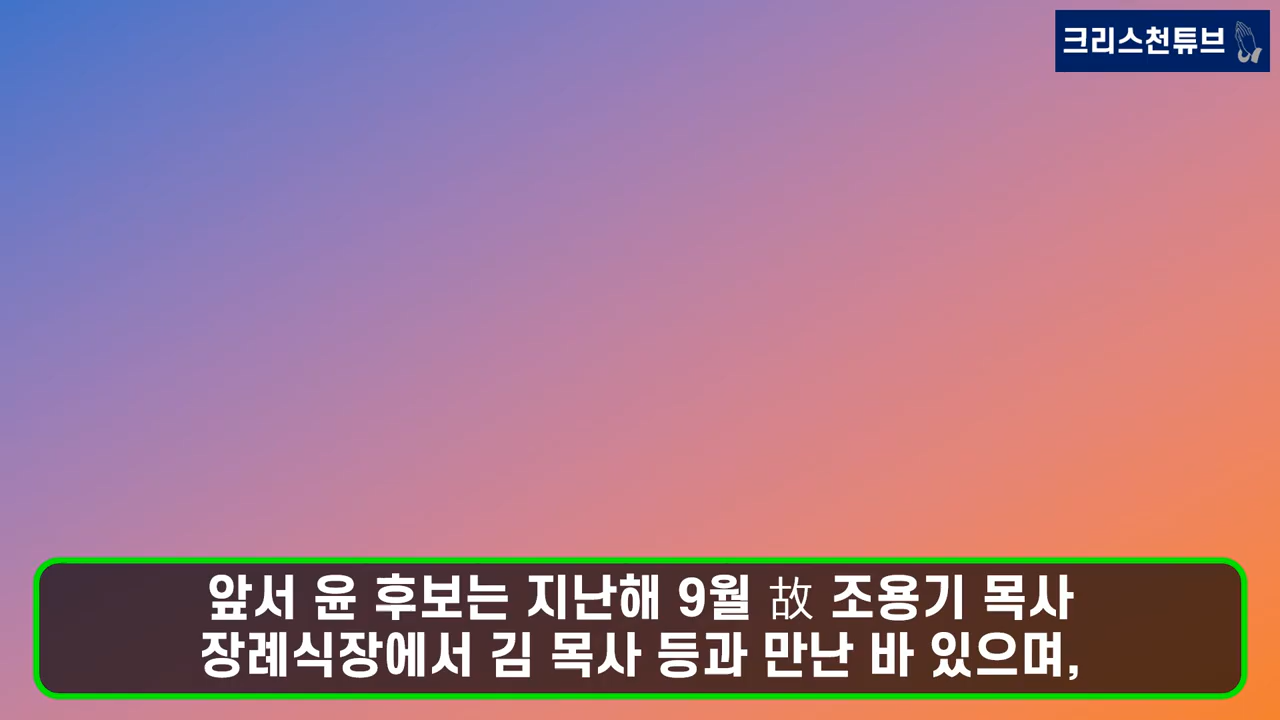 크리스천튜브
앞서 윤 후보는 지난해 9월 故 조용기 목사
장례식장에서 김 목사 등과 만난 바 있으며,